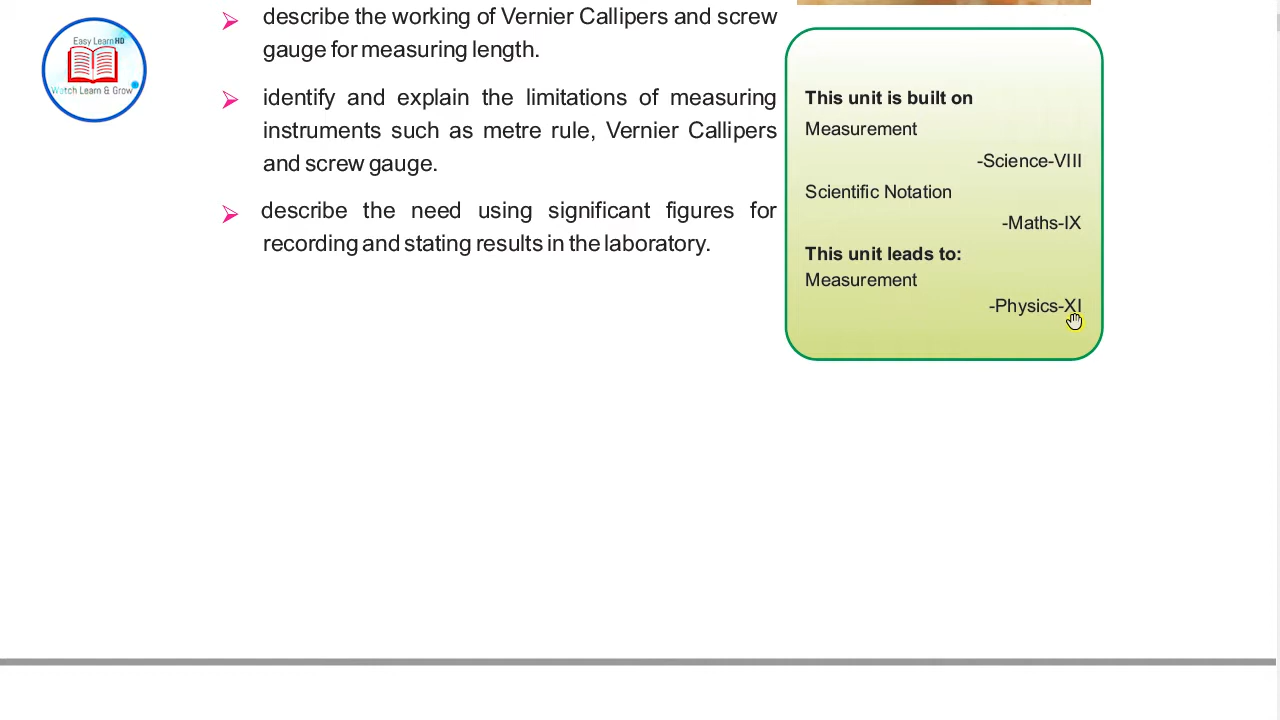 Easy Learn HD
Watch Learn & Grow
describe the working of Vernier Callipers and screw
gauge for measuring length.
identify and explain the limitations of measuring
instruments such as metre rule, Vernier Callipers
and screw gauge.
describe the need using significant figures for
recording and stating results in the laboratory.
This unit is built on
Measurement
-Science-VIII
Scientific Notation
-Maths-IX
This unit leads to:
Measurement
-Physics-XI